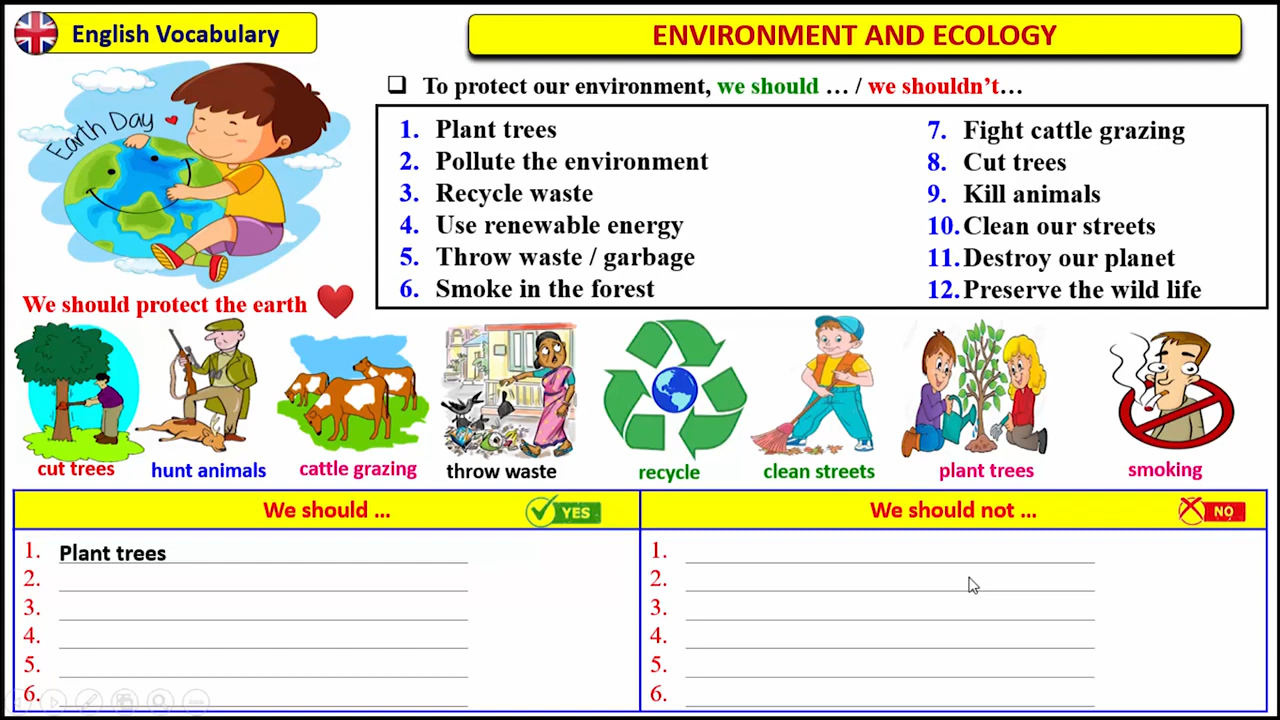 English Vocabulary
ENVIRONMENT AND ECOLOGY
Earth Day
To protect our environment, we should … / we shouldn’t…
1. Plant trees
2. Pollute the environment
3. Recycle waste
4. Use renewable energy
5. Throw waste / garbage
6. Smoke in the forest
7. Fight cattle grazing
8. Cut trees
9. Kill animals
10. Clean our streets
11. Destroy our planet
12. Preserve the wild life
We should protect the earth
cut trees
hunt animals
cattle grazing
throw waste
recycle
clean streets
plant trees
smoking
We should ...
YES
1. Plant trees
2.
3.
4.
5.
6.
We should not ...
NO
1.
2.
3.
4.
5.
6.